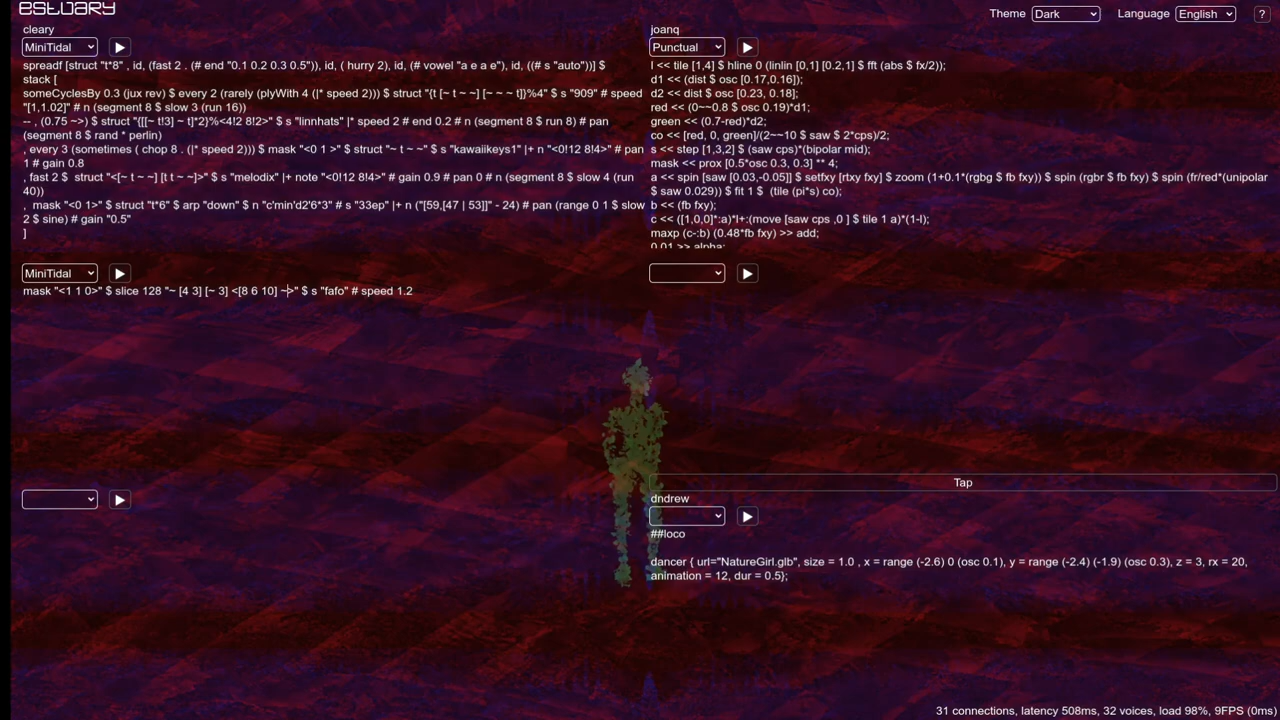 estuary
Theme Dark Language English ?
cleary
MiniTidal
spreadf [struct "t*8" , id, (fast 2 . (# end "0.1 0.2 0.3 0.5")), id, ( hurry 2), id, (# vowel "a e a e"), id, ((# s "auto"))] $
stack [
someCyclesBy 0.3 (jux rev) $ every 2 (rarely (plyWith 4 (|* speed 2))) $ struct "{t [~ t ~ ~] [~ ~ ~ t]}%4" $ s "909" # speed
"[1,1.02]" # n (segment 8 $ slow 3 (run 16))
-- , (0.75 ~>) $ struct "{[[~ t!3] ~ t]*2}%<4!2 8!2>" $ s "linnhats" |* speed 2 # end 0.2 # n (segment 8 $ run 8) # pan
(segment 8 $ rand * perlin)
, every 3 (sometimes ( chop 8 . (|* speed 2))) $ mask "<0 1 >" $ struct "~ t ~ ~" $ s "kawaiikeys1" |+ n "<0!12 8!4>" # pan
1 # gain 0.8
, fast 2 $  struct "<[~ t ~ ~] [t t ~ ~]>" $ s "melodix" |+ note "<0!12 8!4>" # gain 0.9 # pan 0 # n (segment 8 $ slow 4 (run
40))
,  mask "<0 1>" $ struct "t*6" $ arp "down" $ n "c'min'd2'6*3" # s "33ep" |+ n ("[59,[47 | 53]]" - 24) # pan (range 0 1 $ slow
2 $ sine) # gain "0.5"
]
joanq
Punctual
l << tile [1,4] $ hline 0 (linlin [0,1] [0.2,1] $ fft (abs $ fx/2));
d1 << (dist $ osc [0.17,0.16]);
d2 << dist $ osc [0.23, 0.18];
red << (0~~0.8 $ osc 0.19)*d1;
green << (0.7-red)*d2;
co << [red, 0, green]/(2~~10 $ saw $ 2*cps)/2;
s << step [1,3,2] $ (saw cps)*(bipolar mid);
mask << prox [0.5*osc 0.3, 0.3] ** 4;
a << spin [saw [0.03,-0.05]] $ setfxy [rtxy fxy] $ zoom (1+0.1*(rgbg $ fb fxy)) $ spin (rgbr $ fb fxy) $ spin (fr/red*(unipolar
$ saw 0.029)) $ fit 1 $  (tile (pi*s) co);
b << (fb fxy);
c << ([1,0,0]*:a)*l+:(move [saw cps ,0 ] $ tile 1 a)*(1-l);
maxp (c-:b) (0.48*fb fxy) >> add;
0.01 >> alpha;
MiniTidal
mask "<1 1 0>" $ slice 128 "~ [4 3] [~ 3] <[8 6 10] ~>" $ s "fafo" # speed 1.2
Tap
dndrew
##loco
dancer { url="NatureGirl.glb", size = 1.0 , x = range (-2.6) 0 (osc 0.1), y = range (-2.4) (-1.9) (osc 0.3), z = 3, rx = 20,
animation = 12, dur = 0.5};
31 connections, latency 508ms, 32 voices, load 98%, 9FPS (0ms)